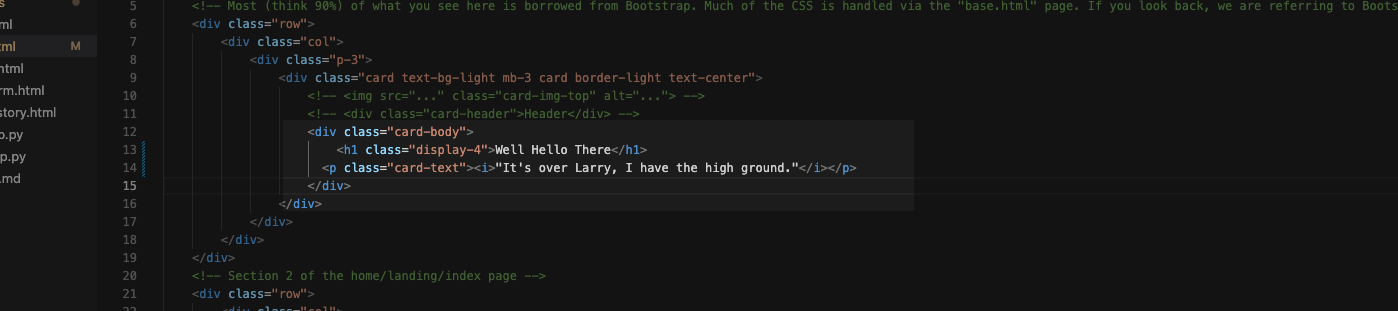 s
ml
tml M
html
rm.html
story.html
o.py
p.py
.md
5 <!-- Most (think 90%) of what you see here is borrowed from Bootstrap. Much of the CSS is handled via the "base.html" page. If you look back, we are referring to Boots
6 <div class="row">
7 <div class="col">
8 <div class="p-3">
9 <div class="card text-bg-light mb-3 card border-light text-center">
10 <!-- <img src="..." class="card-img-top" alt="..."> -->
11 <!-- <div class="card-header">Header</div> -->
12 <div class="card-body">
13 <h1 class="display-4">Well Hello There</h1>
14 <p class="card-text"><i>"It's over Larry, I have the high ground."</i></p>
15 </div>
16 </div>
17 </div>
18 </div>
19 </div>
20 <!-- Section 2 of the home/landing/index page -->
21 <div class="row">
22 <div class="col">